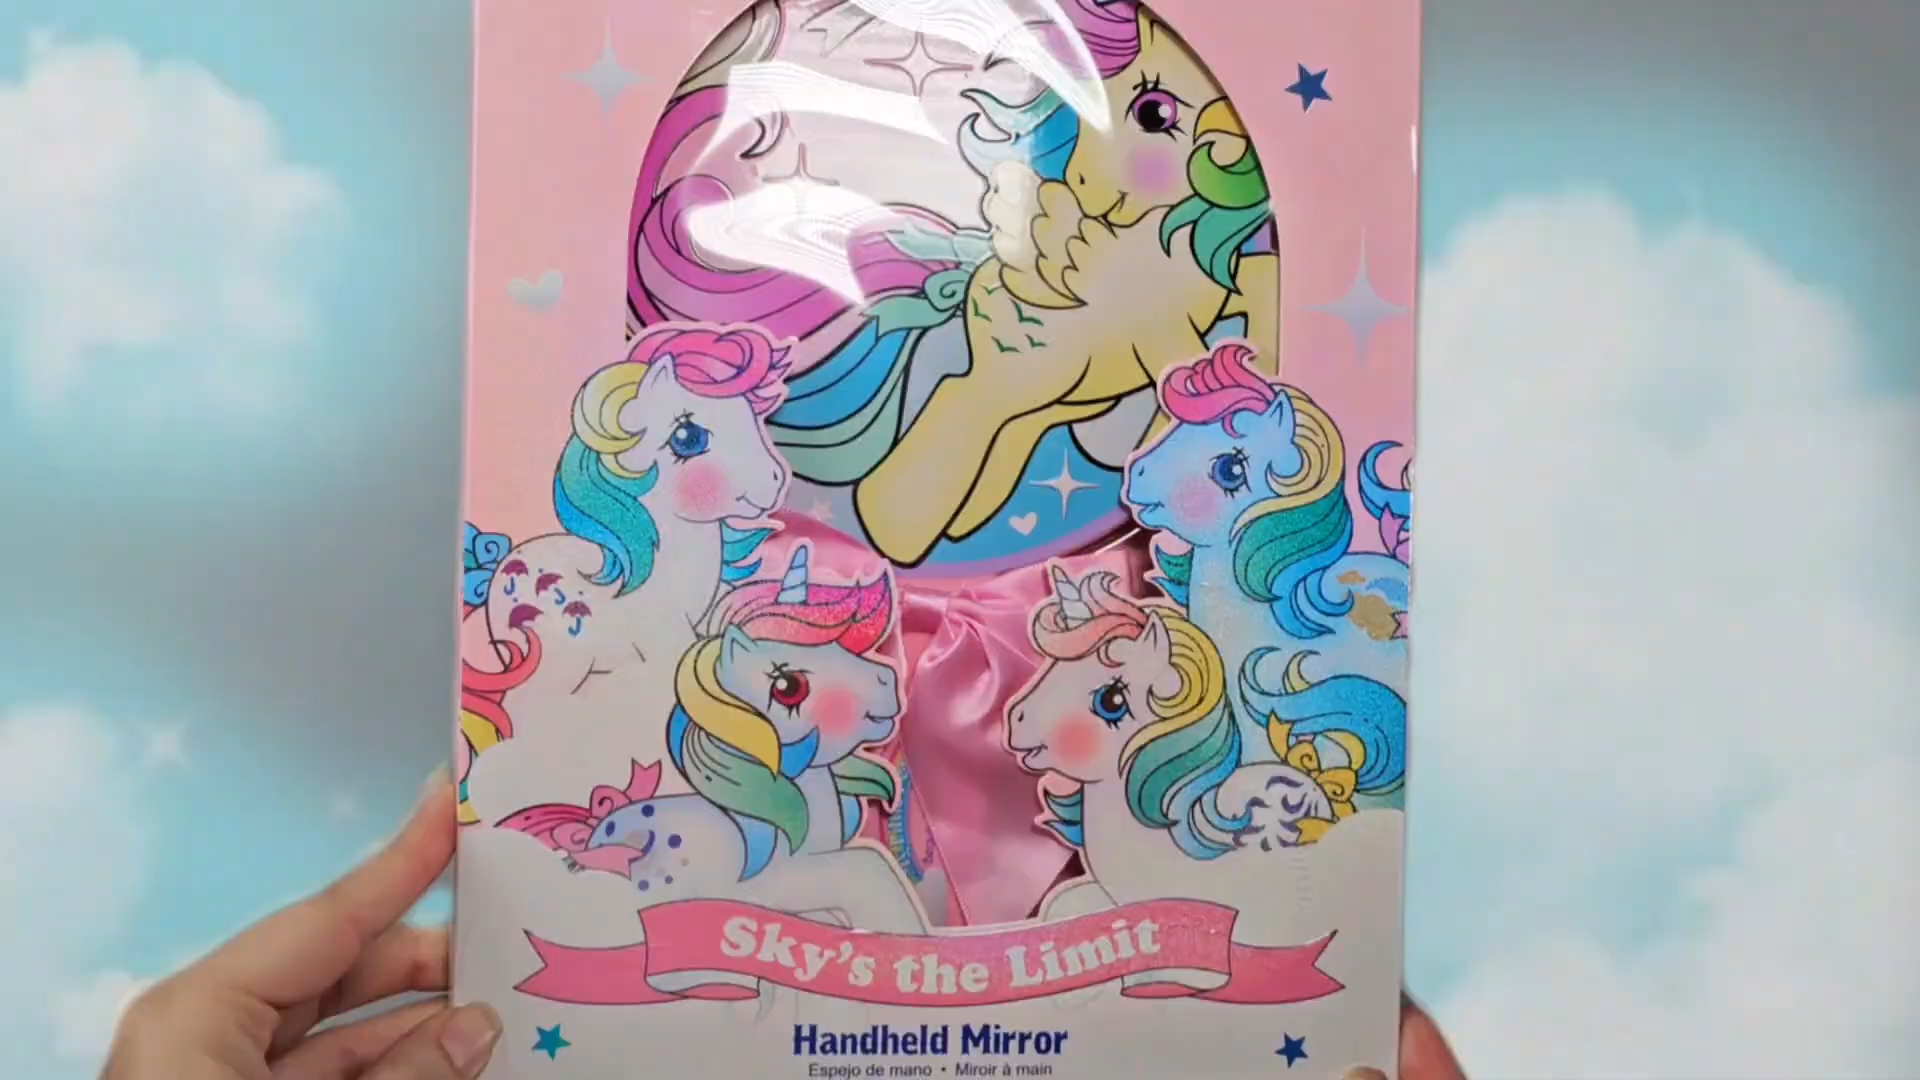 Sky's the Limit
Handheld Mirror
Espejo de mano • Miroir à main